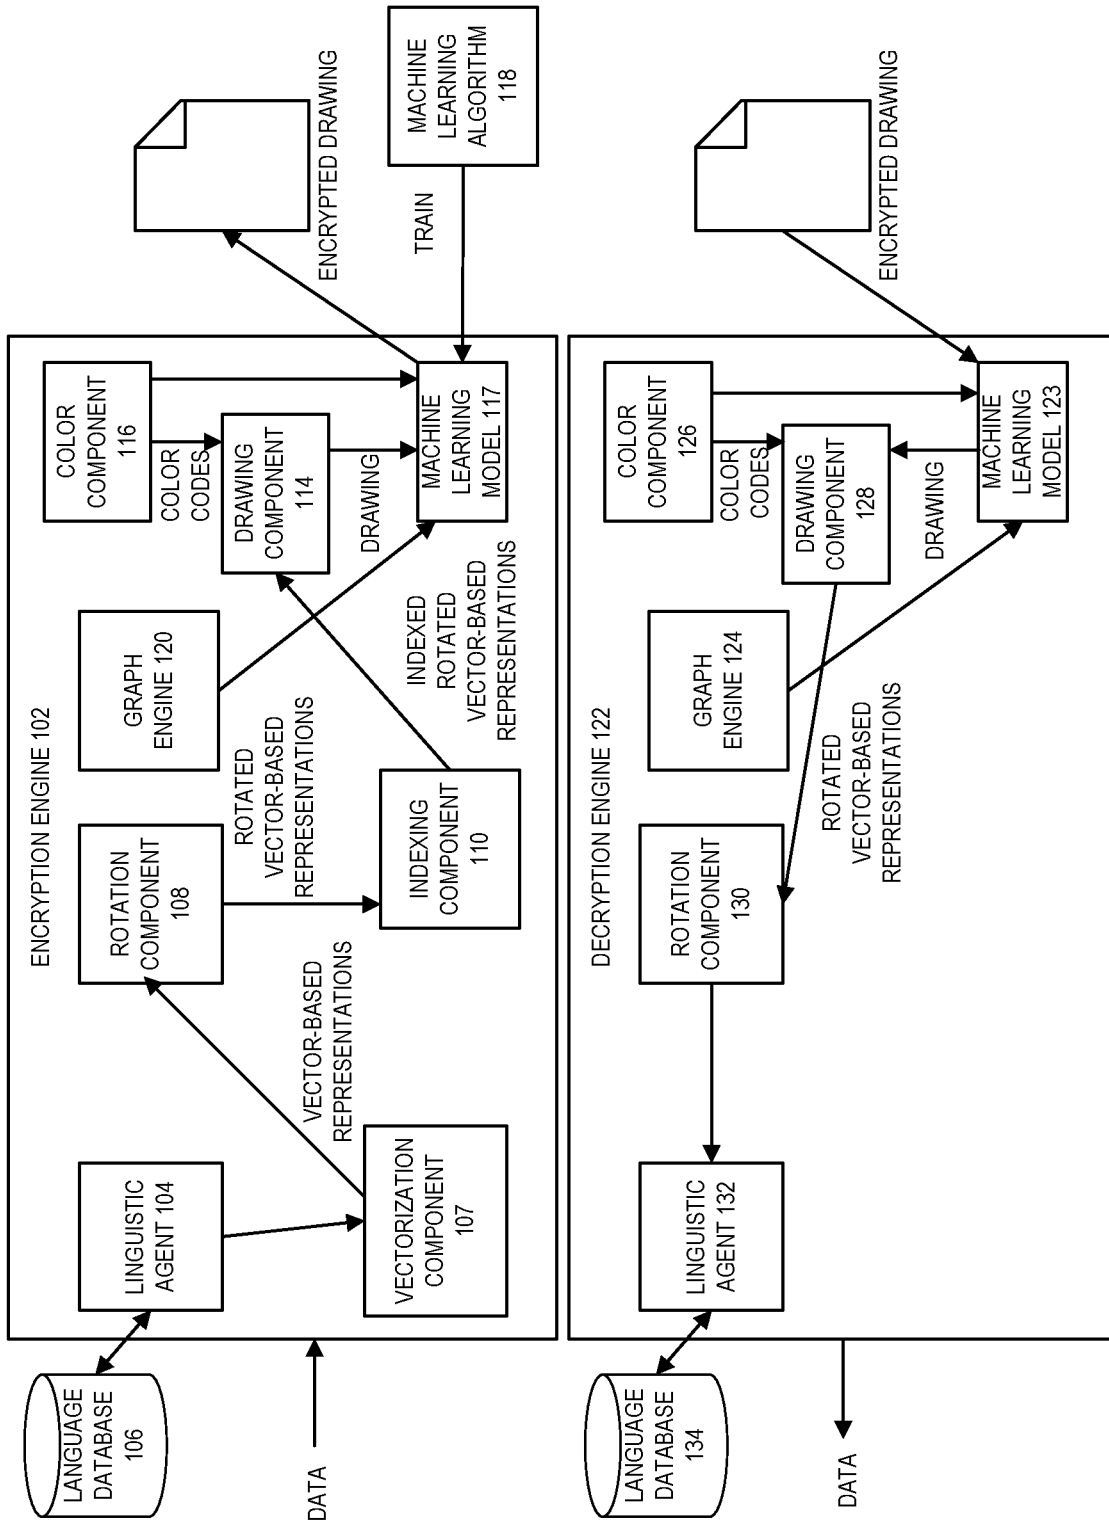 ENCRYPTION ENGINE 102
LANGUAGE
DATABASE
106
DATA
LINGUISTIC
AGENT 104
VECTORIZATION
COMPONENT
107
VECTOR-BASED
REPRESENTATIONS
ROTATION
COMPONENT
108
ROTATED
VECTOR-BASED
REPRESENTATIONS
INDEXING
COMPONENT
110
INDEXED
ROTATED
VECTOR-BASED
REPRESENTATIONS
GRAPH
ENGINE 120
COLOR
COMPONENT
116
COLOR
CODES
DRAWING
COMPONENT
114
DRAWING
MACHINE
LEARNING
MODEL 117
ENCRYPTED DRAWING
TRAIN
MACHINE
LEARNING
ALGORITHM
118
DECRYPTION ENGINE 122
LANGUAGE
DATABASE
134
DATA
LINGUISTIC
AGENT 132
ROTATION
COMPONENT
130
ROTATED
VECTOR-BASED
REPRESENTATIONS
GRAPH
ENGINE 124
COLOR
COMPONENT
126
COLOR
CODES
DRAWING
COMPONENT
128
DRAWING
MACHINE
LEARNING
MODEL 123
ENCRYPTED DRAWING